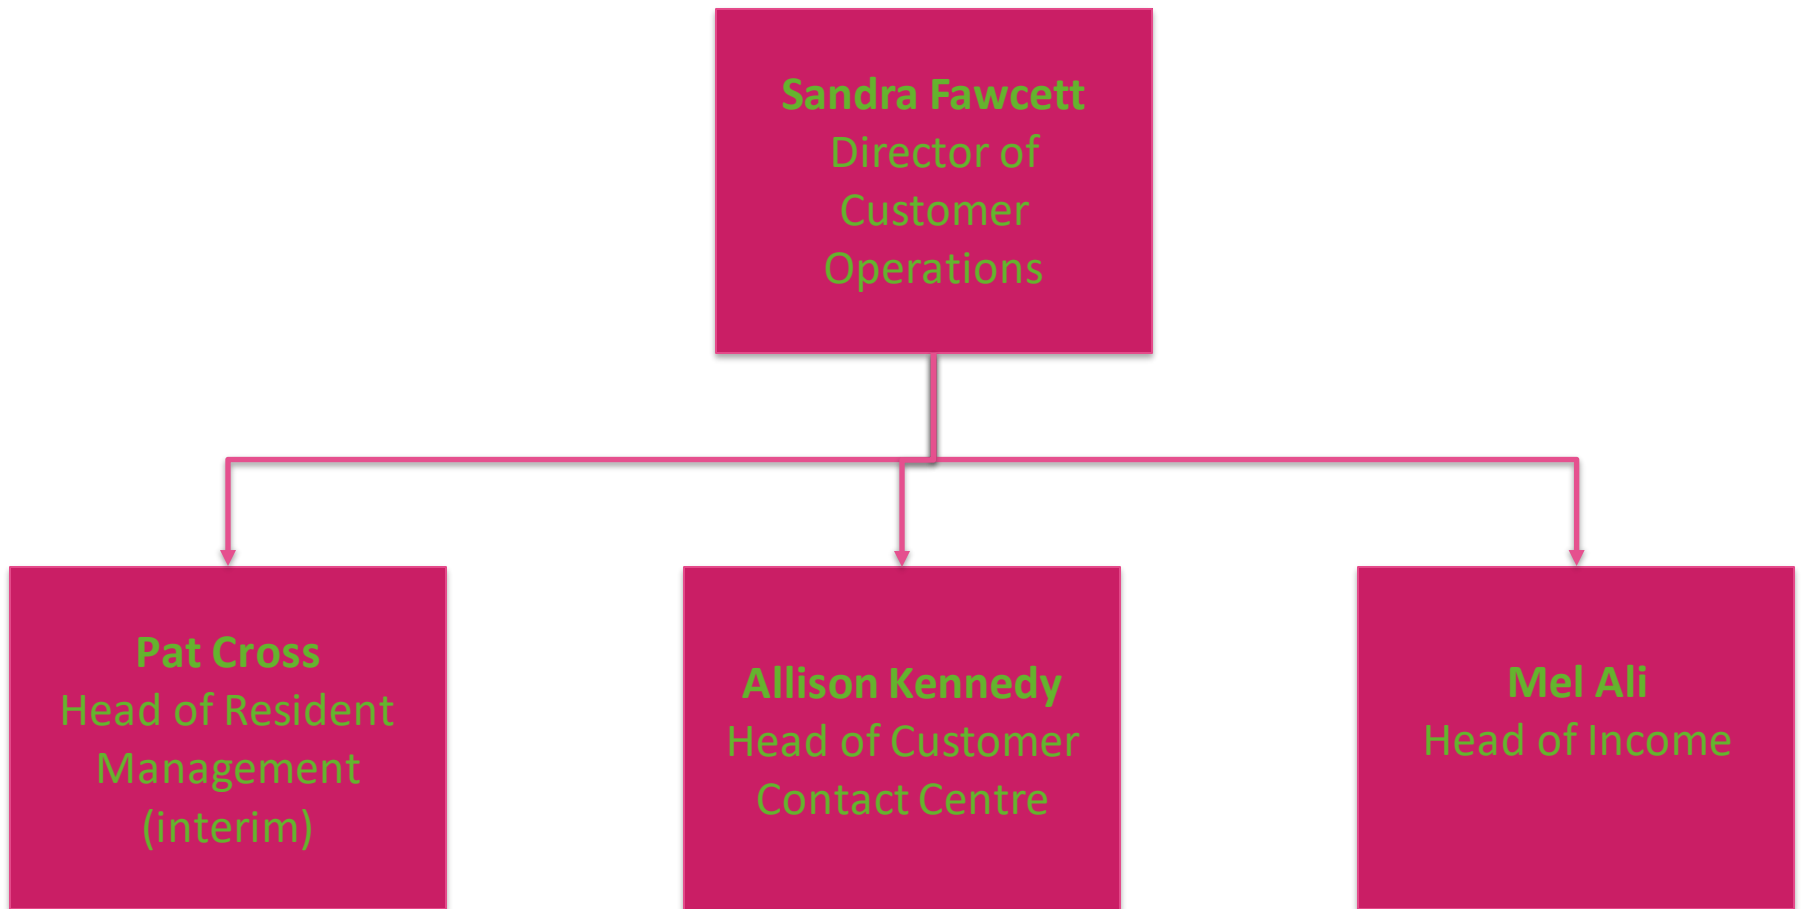 Sandra Fawcett
Director of
Customer
Operations
Pat Cross
Head of Resident
Management
(interim)
Allison Kennedy
Head of Customer
Contact Centre
Mel Ali
Head of Income